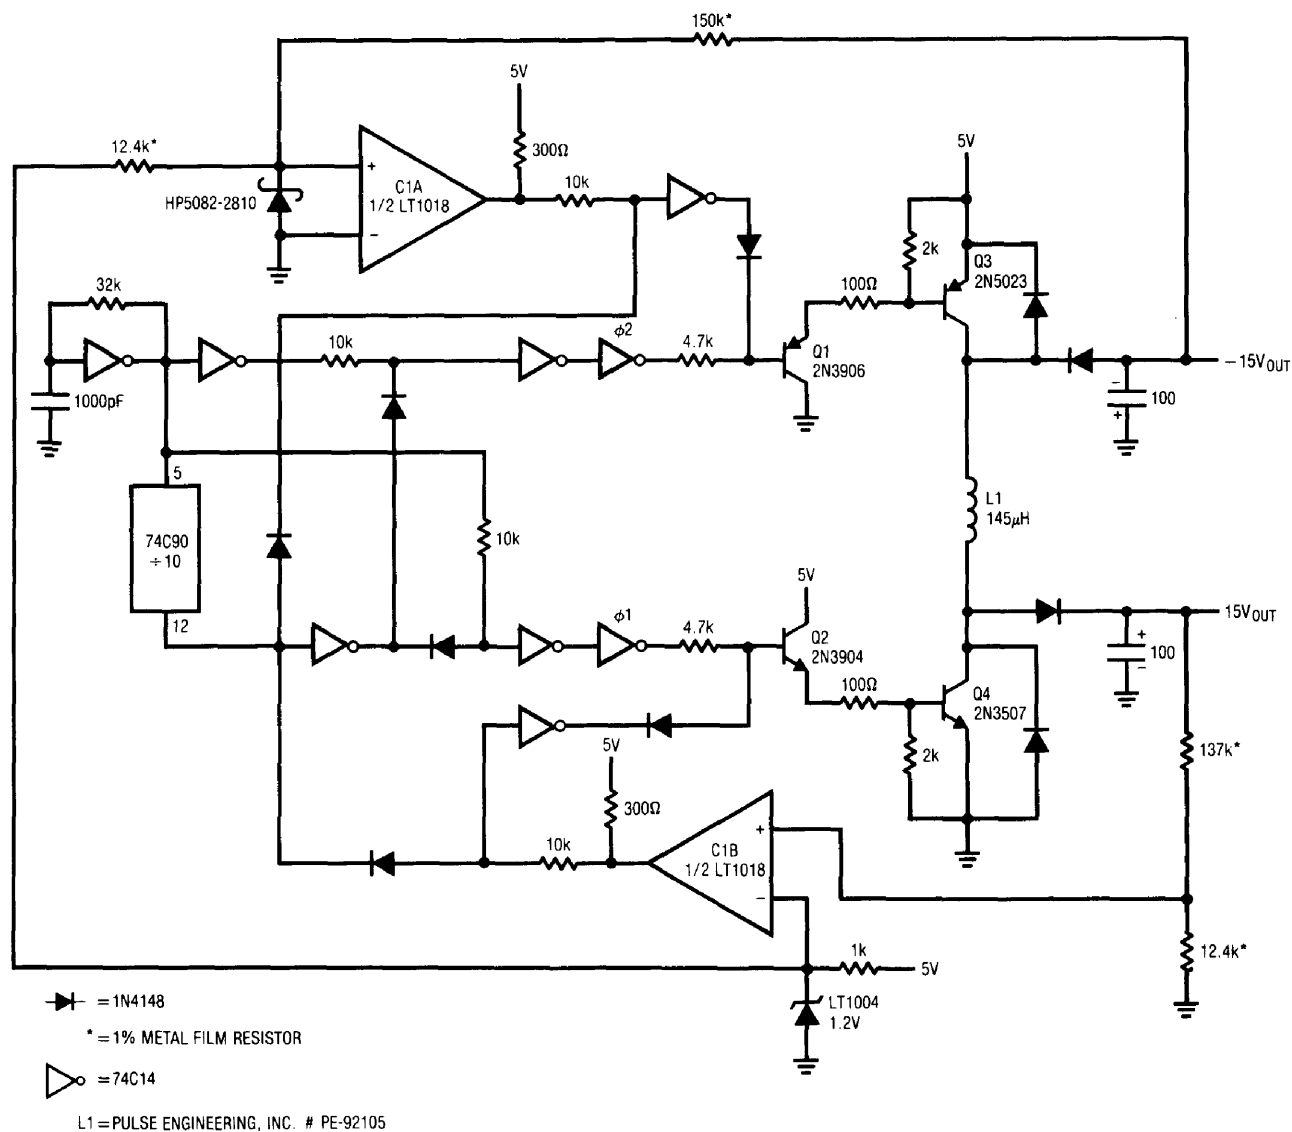 150k*
5V
12.4k*
300Ω
5V
+
C1A
1/2 LT1018
10k
HP5082-2810
−
2k
Q3
2N5023
32k
100Ω
ϕ2
10k
4.7k
Q1
2N3906
−15VOUT
1000pF
−
100
+
5
L1
145μH
74C90
÷10
10k
12
5V
15VOUT
ϕ1
4.7k
Q2
2N3904
+
100
−
100Ω
Q4
2N3507
5V
2k
137k*
300Ω
10k
C1B
1/2 LT1018
+
−
1k
5V
12.4k*
LT1004
1.2V
=1N4148
*=1% METAL FILM RESISTOR
=74C14
L1=PULSE ENGINEERING, INC. # PE-92105